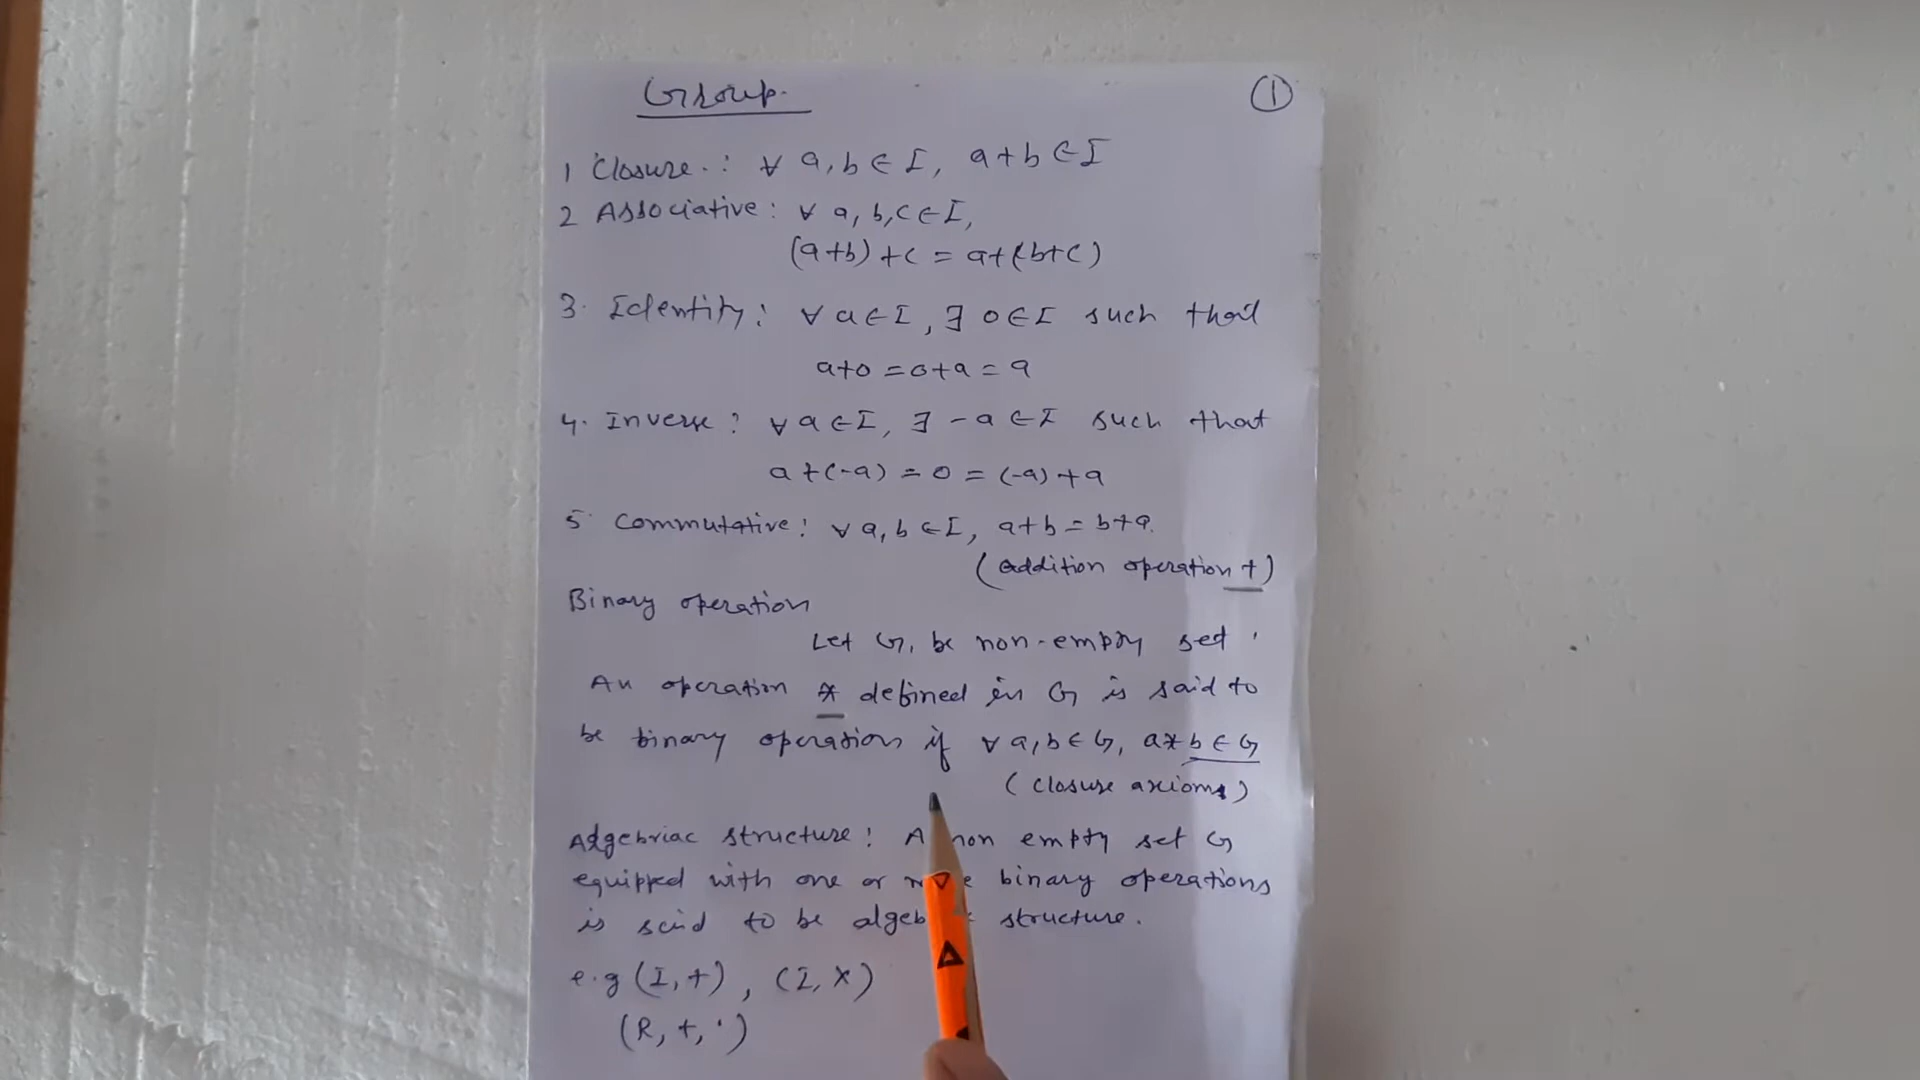 Group.
①
1 Closure.: ∀ a,b ∈ I, a+b ∈ I
2 Associative: ∀ a, b,c ∈ I,
(a+b)+c = a+(b+c)
3. Identity: ∀ a ∈ I, ∃ 0 ∈ I such that
a+0 = 0+a = a
4. Inverse: ∀ a ∈ I, ∃ -a ∈ I such that
a+(-a) = 0 = (-a)+a
5 Commutative: ∀ a, b ∈ I, a+b = b+a.
(addition operation +)
Binary operation
Let G, be non-empty set.
An operation * defined in G is said to
be binary operation if ∀ a,b ∈ G, a*b ∈ G
(closure axioms)
Algebriac structure: A non empty set G
equipped with one or binary operations
is said to be structure.
e.g (I,+), (I,×)
(R,+,·)